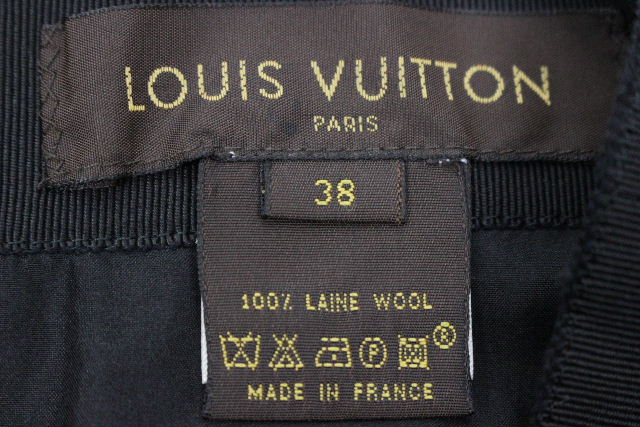 LOUIS VUITTON
PARIS
38
100% LAINE WOOL
P ®
MADE IN FRANCE